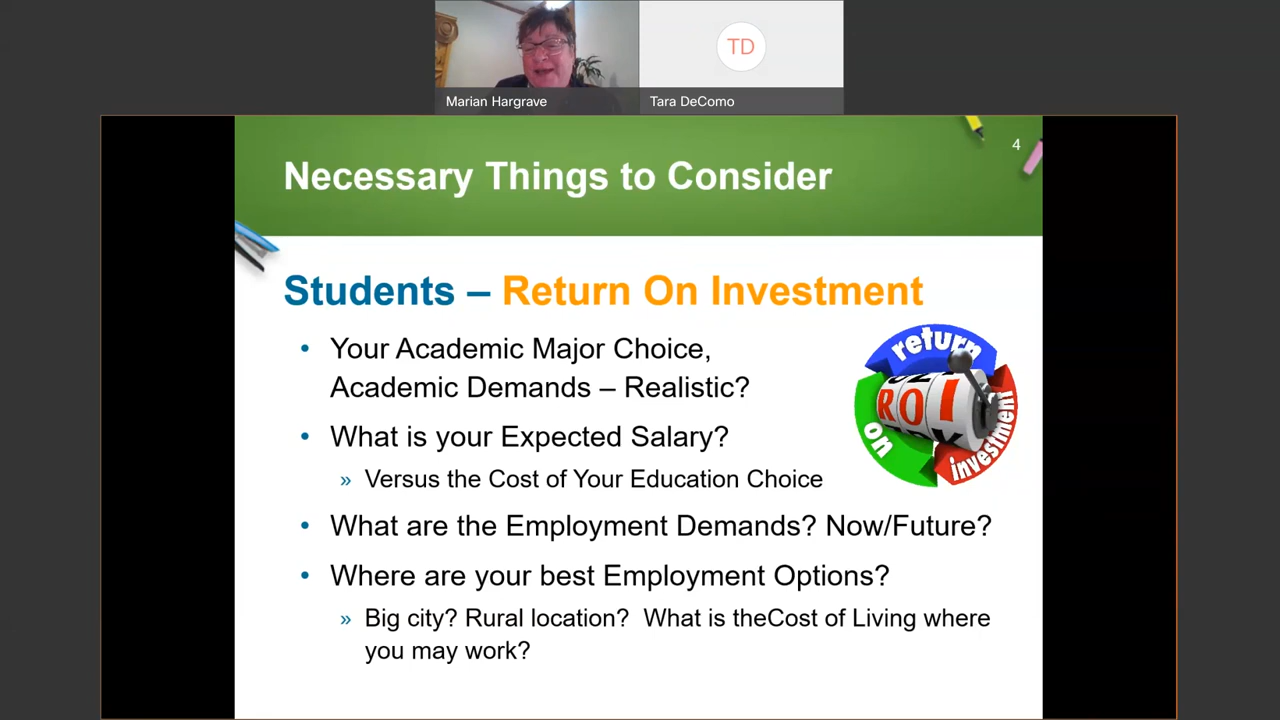 TD
Marian Hargrave
Tara DeComo
4
Necessary Things to Consider
Students – Return On Investment
• Your Academic Major Choice,
Academic Demands – Realistic?
• What is your Expected Salary?
» Versus the Cost of Your Education Choice
• What are the Employment Demands? Now/Future?
• Where are your best Employment Options?
» Big city? Rural location?  What is theCost of Living where
you may work?
return
on
investment
ROI